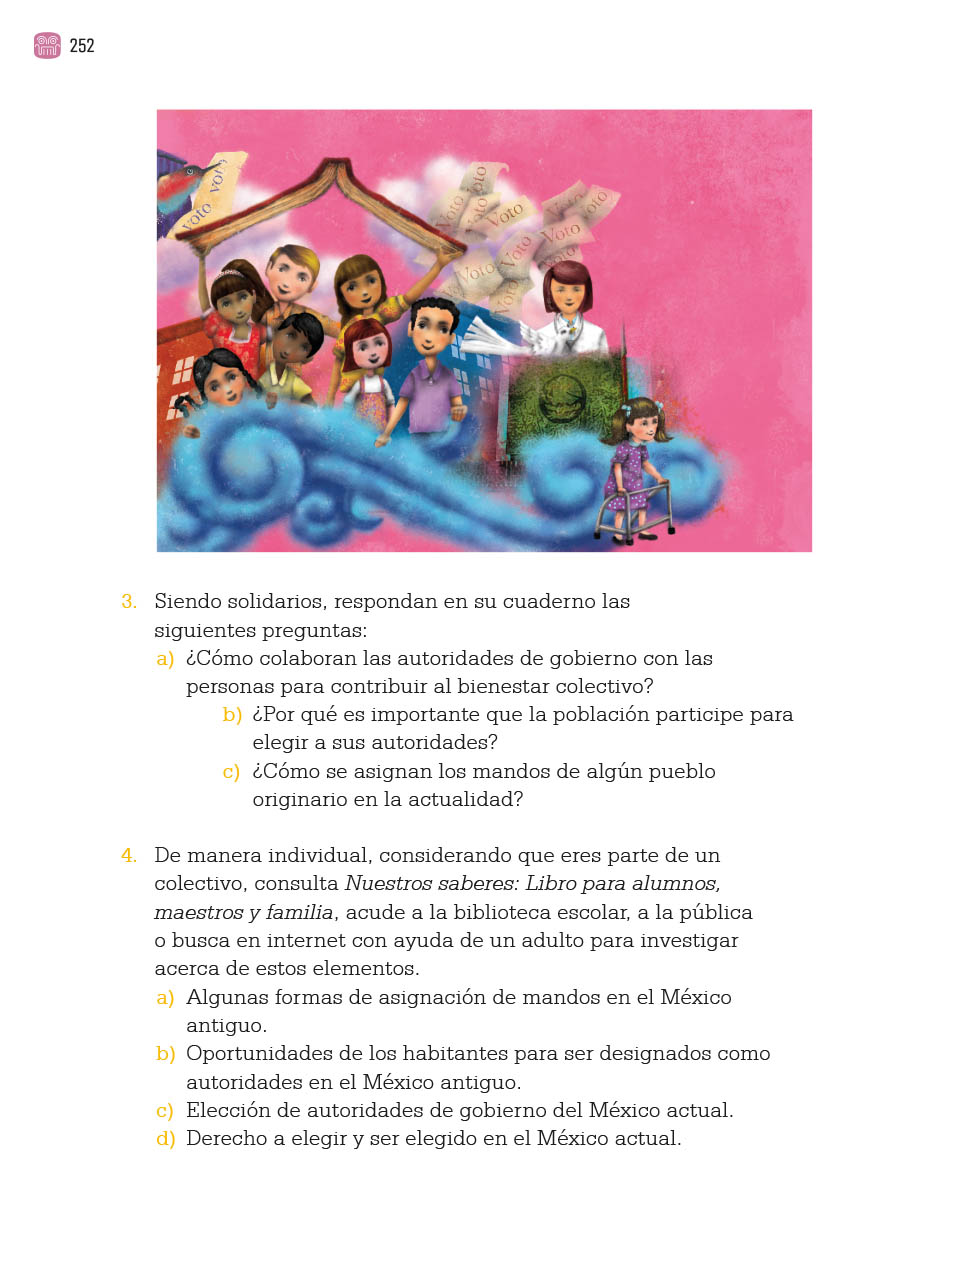 252
voto
voto
Voto
voto
voto
Voto
Voto
voto
Voto
Voto
Voto
Voto
Voto
3. Siendo solidarios, respondan en su cuaderno las
siguientes preguntas:
a) ¿Cómo colaboran las autoridades de gobierno con las
personas para contribuir al bienestar colectivo?
b) ¿Por qué es importante que la población participe para
elegir a sus autoridades?
c) ¿Cómo se asignan los mandos de algún pueblo
originario en la actualidad?
4. De manera individual, considerando que eres parte de un
colectivo, consulta Nuestros saberes: Libro para alumnos,
maestros y familia, acude a la biblioteca escolar, a la pública
o busca en internet con ayuda de un adulto para investigar
acerca de estos elementos.
a) Algunas formas de asignación de mandos en el México
antiguo.
b) Oportunidades de los habitantes para ser designados como
autoridades en el México antiguo.
c) Elección de autoridades de gobierno del México actual.
d) Derecho a elegir y ser elegido en el México actual.